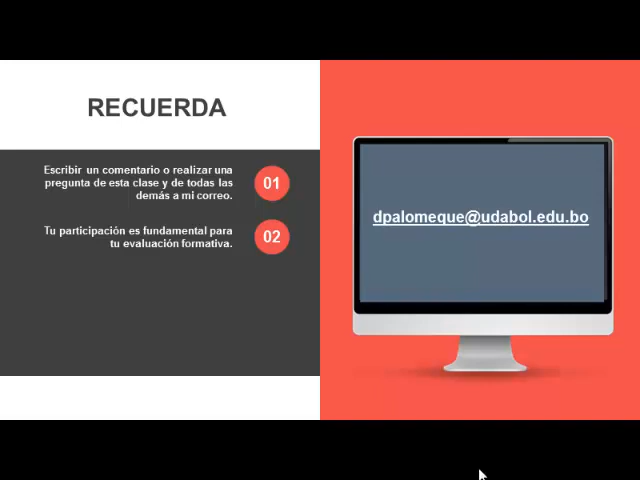 RECUERDA
Escribir un comentario o realizar una
pregunta de esta clase y de todas las
demás a mi correo.
01
Tu participación es fundamental para
tu evaluación formativa.
02
dpalomeque@udabol.edu.bo